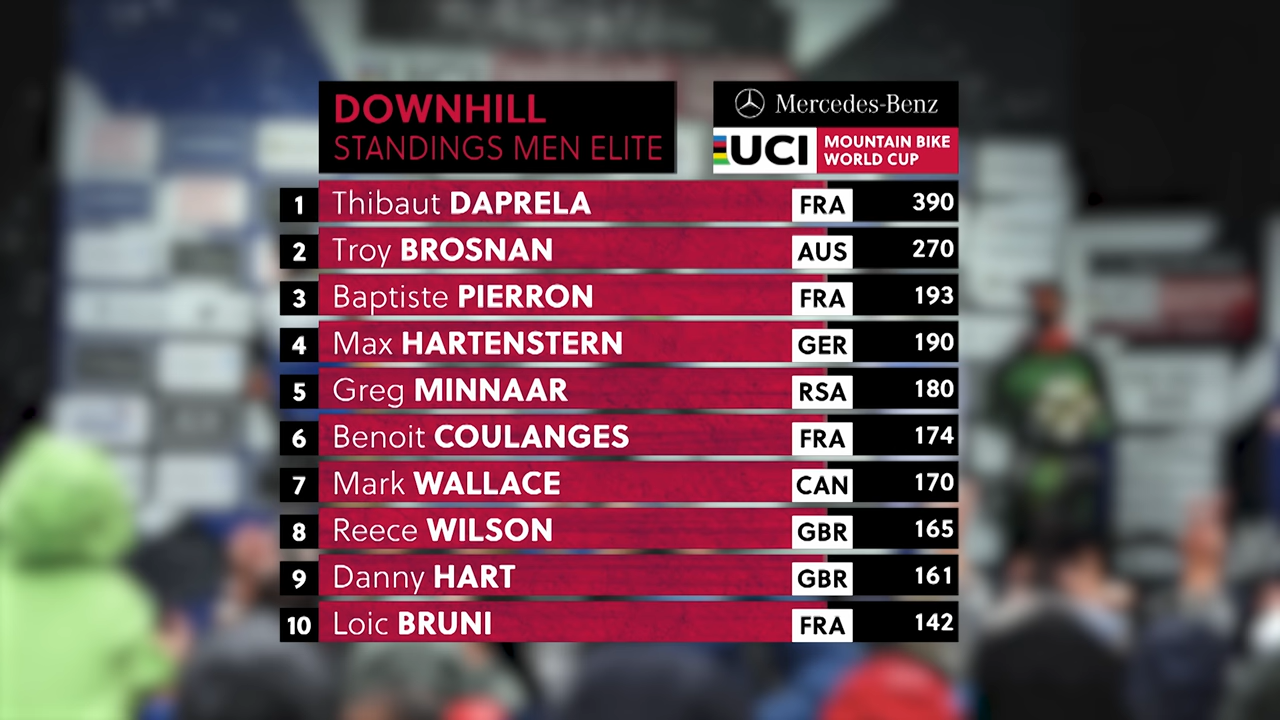 DOWNHILL
STANDINGS MEN ELITE
Mercedes-Benz
UCI MOUNTAIN BIKE
WORLD CUP
1 Thibaut DAPRELA FRA 390
2 Troy BROSNAN AUS 270
3 Baptiste PIERRON FRA 193
4 Max HARTENSTERN GER 190
5 Greg MINNAAR RSA 180
6 Benoit COULANGES FRA 174
7 Mark WALLACE CAN 170
8 Reece WILSON GBR 165
9 Danny HART GBR 161
10 Loic BRUNI FRA 142